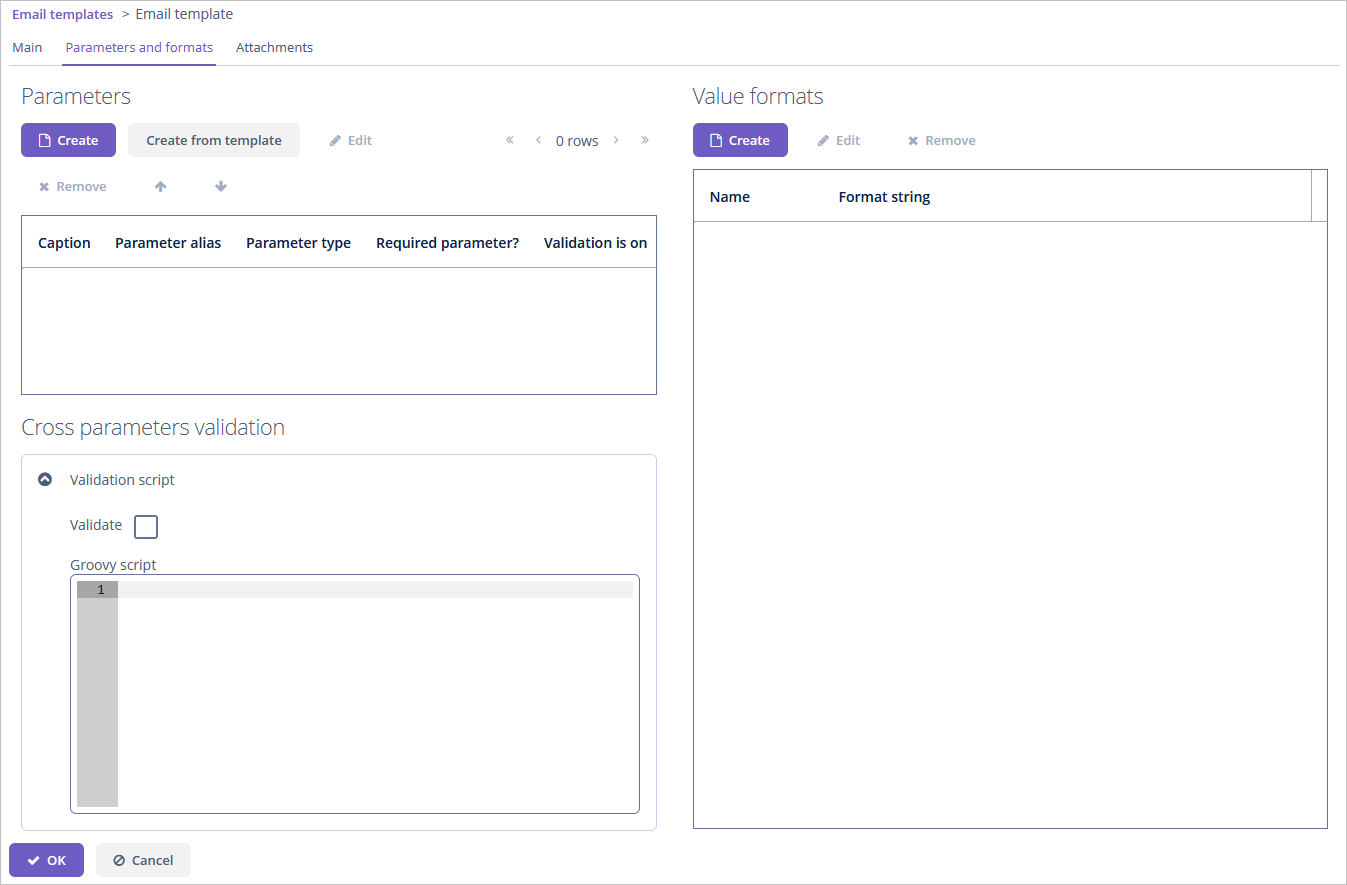 Email templates > Email template
Main Parameters and formats Attachments
Parameters
Create Create from template Edit « ‹ 0 rows › »
Remove
Caption Parameter alias Parameter type Required parameter? Validation is on
Cross parameters validation
Validation script
Validate
Groovy script
1
Value formats
Create Edit Remove
Name Format string
OK Cancel